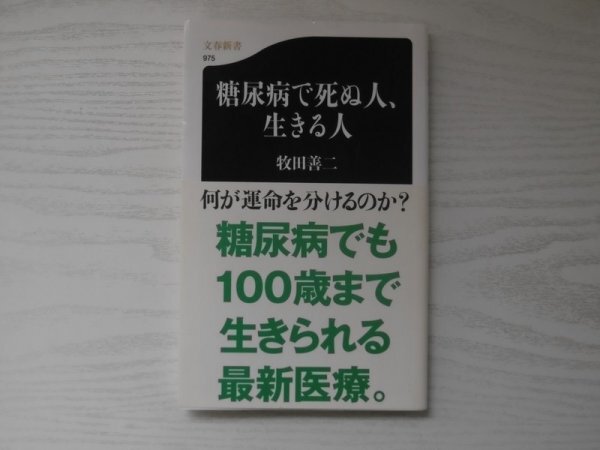 文春新書
975
糖尿病で死ぬ人、
生きる人
牧田善二
何が運命を分けるのか?
糖尿病でも
100歳まで
生きられる
最新医療。